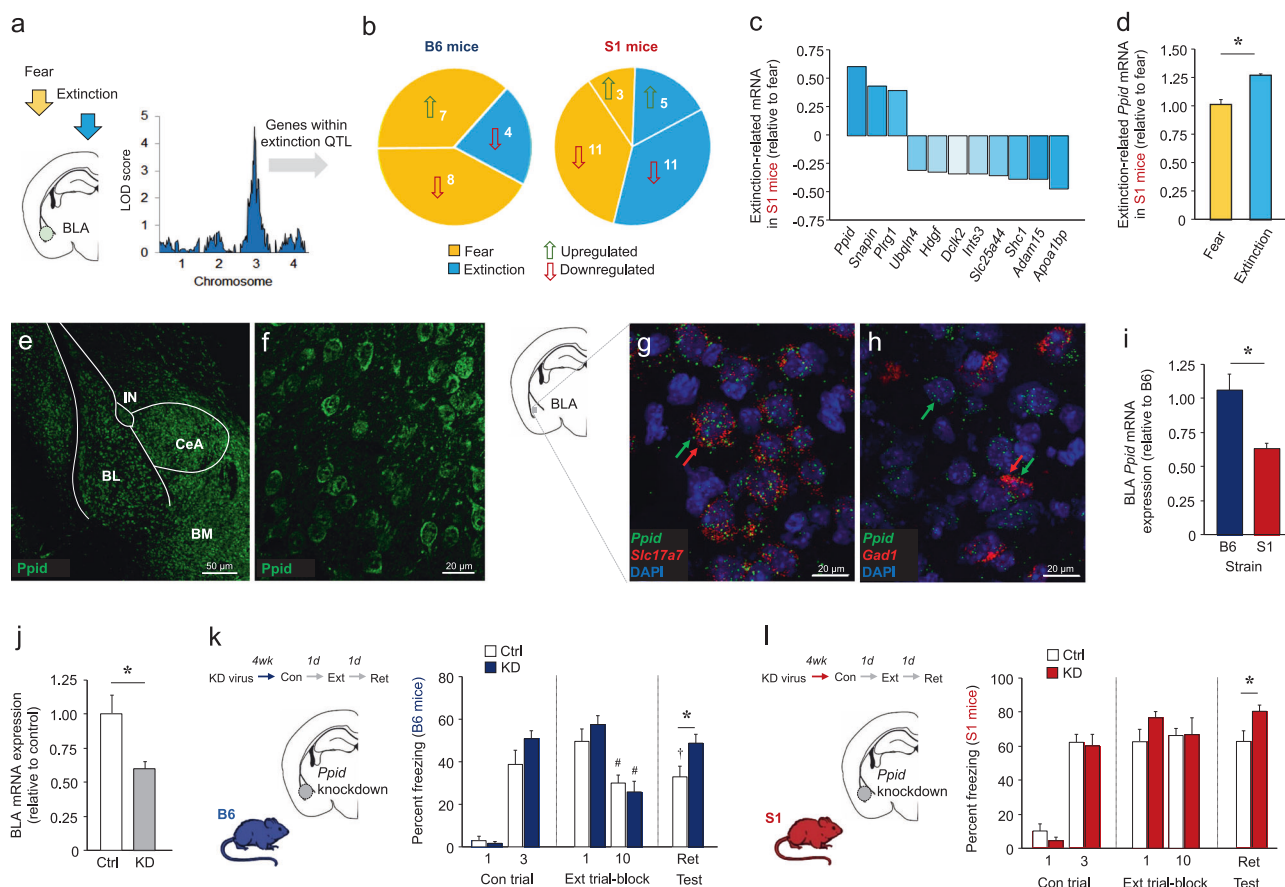 a
Fear
Extinction
BLA
LOD score
5
4
3
2
1
0
1 2 3 4
Chromosome
Genes within
extinction QTL
b
B6 mice
7
4
8
S1 mice
3
5
11
11
Fear
Extinction
Upregulated
Downregulated
c
Extinction-related mRNA
in S1 mice (relative to fear)
0.75
0.50
0.25
0
-0.25
-0.50
-0.75
Ppid
Snapin
Plrg1
Ubqln4
Hdgf
Dclk2
Ints3
Slc25a44
Shc1
Adam15
Apoa1bp
d
Extinction-related Ppid mRNA
in S1 mice (relative to fear)
1.50
1.25
1.00
0.75
0.50
0.25
0
*
Fear
Extinction
e
IN
CeA
BL
BM
Ppid
50 µm
f
Ppid
20 µm
BLA
g
Ppid
Slc17a7
DAPI
20 µm
h
Ppid
Gad1
DAPI
20 µm
i
BLA Ppid mRNA
expression (relative to B6)
1.25
1.00
0.75
0.50
0.25
0
*
B6 S1
Strain
j
BLA mRNA expression
(relative to control)
1.25
1.00
0.75
0.50
0.25
0
*
Ctrl KD
k
4wk 1d 1d
KD virus Con Ext Ret
Ppid
knockdown
B6
Percent freezing (B6 mice)
80
60
40
20
0
Ctrl
KD
# #
*
†
1 3 1 10 Ret
Con trial Ext trial-block Test
l
4wk 1d 1d
KD virus Con Ext Ret
Ppid
knockdown
S1
Percent freezing (S1 mice)
100
80
60
40
20
0
Ctrl
KD
*
1 3 1 10 Ret
Con trial Ext trial-block Test